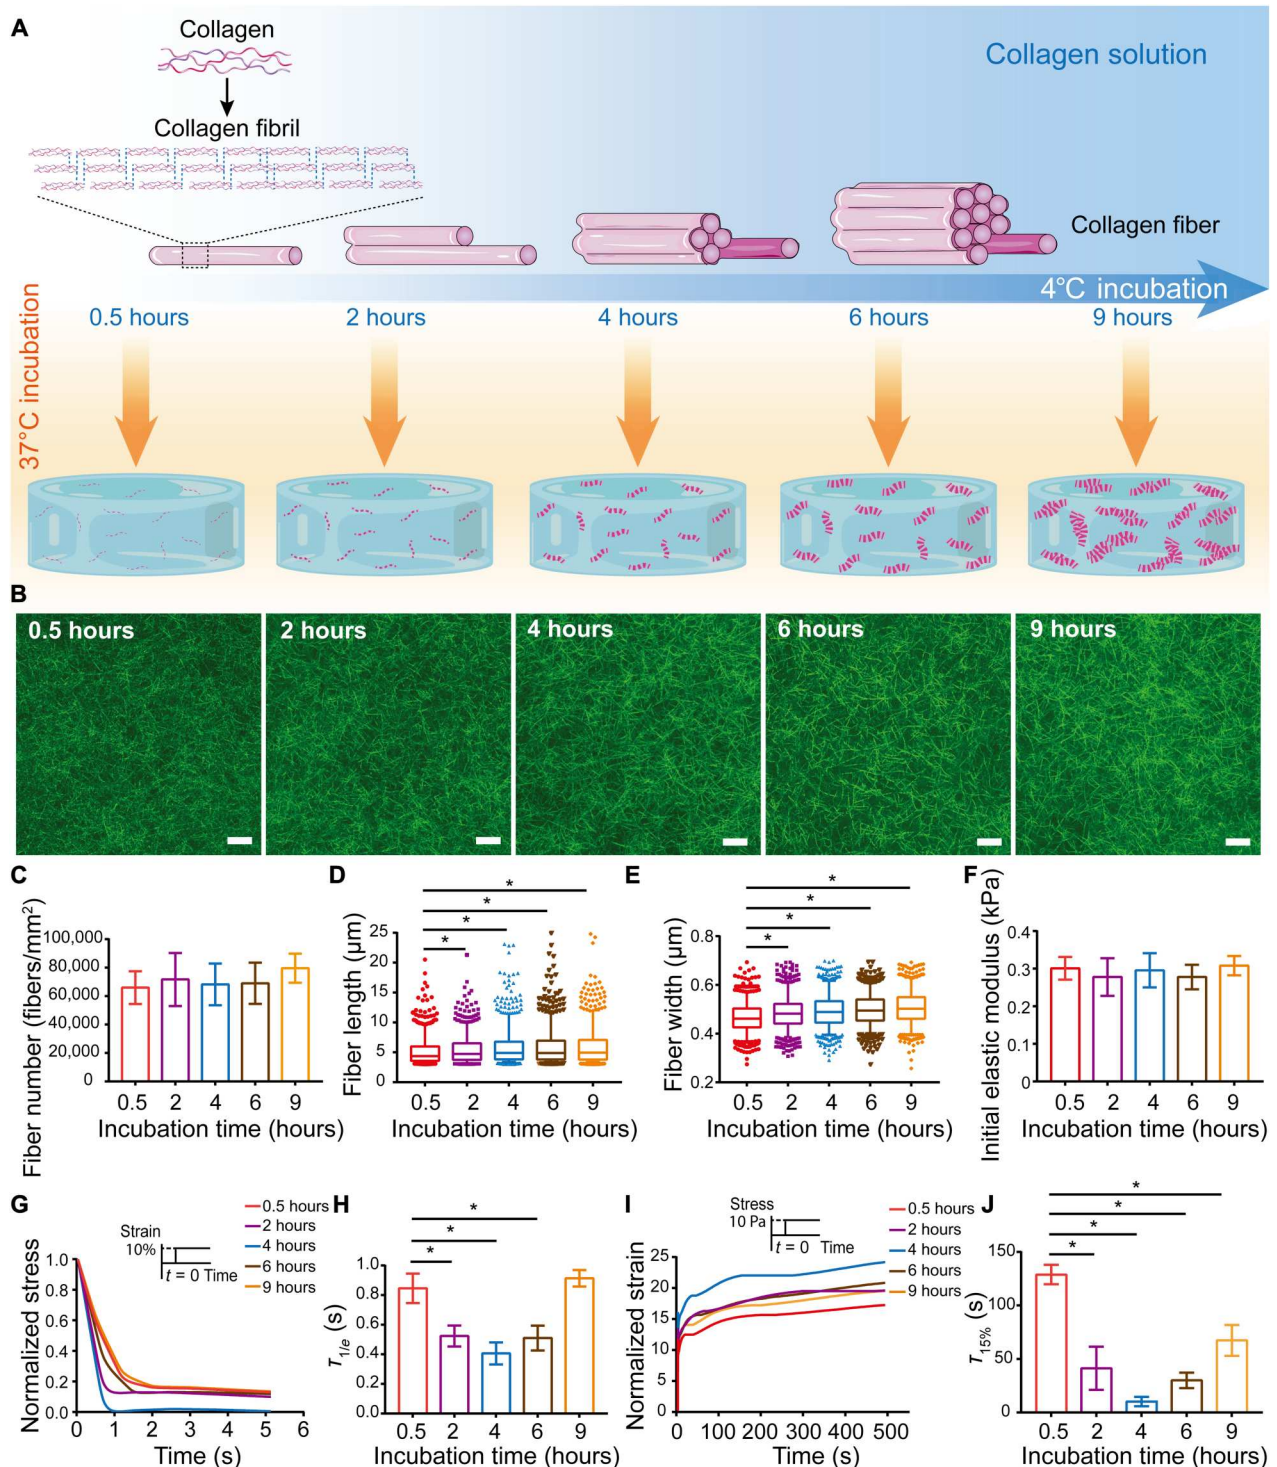 A
Collagen
Collagen solution
Collagen fibril
Collagen fiber
4°C incubation
37°C incubation
0.5 hours
2 hours
4 hours
6 hours
9 hours
B
0.5 hours
2 hours
4 hours
6 hours
9 hours
C
Fiber number (fibers/mm²)
100,000
80,000
60,000
40,000
20,000
0
0.5 2 4 6 9
Incubation time (hours)
D
Fiber length (µm)
25
20
15
10
5
0
* * * *
0.5 2 4 6 9
Incubation time (hours)
E
Fiber width (µm)
0.8
0.6
0.4
0.2
* * * *
0.5 2 4 6 9
Incubation time (hours)
F
Initial elastic modulus (kPa)
0.4
0.3
0.2
0.1
0
0.5 2 4 6 9
Incubation time (hours)
G
Normalized stress
1.0
0.8
0.6
0.4
0.2
0.0
0 1 2 3 4 5 6
Time (s)
Strain
10%
t = 0 Time
0.5 hours
2 hours
4 hours
6 hours
9 hours
H
T1/e (s)
1.0
0.8
0.6
0.4
0.2
0.0
* * *
0.5 2 4 6 9
Incubation time (hours)
I
Normalized strain
25
20
15
10
5
0
0 100 200 300 400 500
Time (s)
Stress
10 Pa
t = 0 Time
0.5 hours
2 hours
4 hours
6 hours
9 hours
J
T15% (s)
150
100
50
0
* * * *
0.5 2 4 6 9
Incubation time (hours)